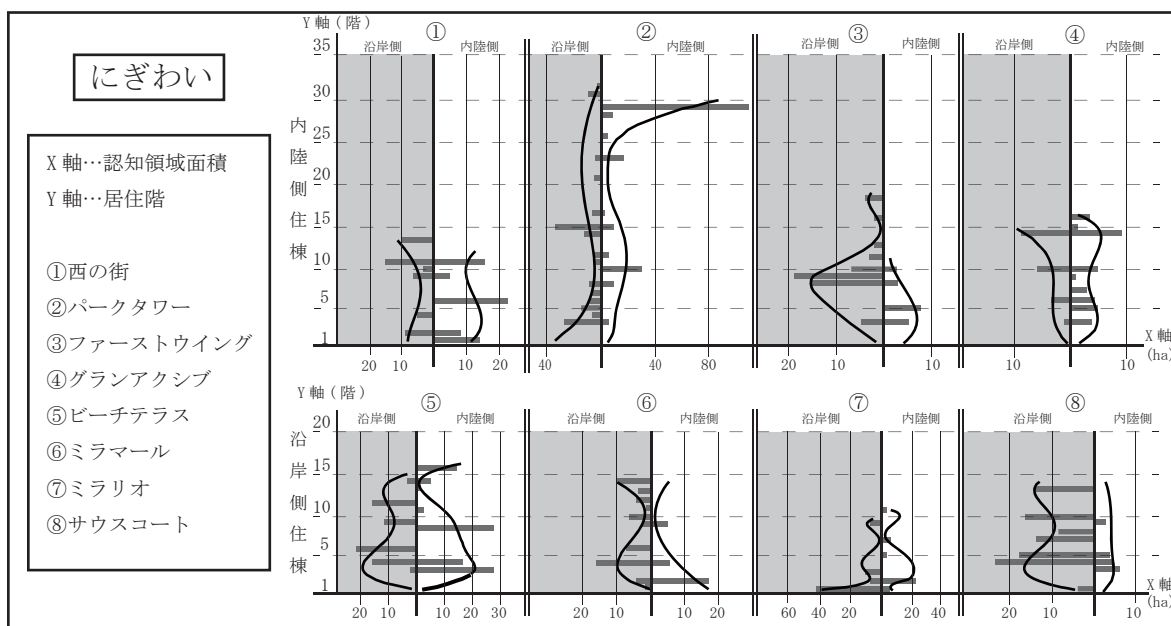 にぎわい
X 軸…認知領域面積
Y 軸…居住階
①西の街
②パークタワー
③ファーストウイング
④グランアクシブ
⑤ビーチテラス
⑥ミラマール
⑦ミラリオ
⑧サウスコート
Y 軸 ( 階 )
① ② ③ ④
沿岸側 内陸側 沿岸側 内陸側 沿岸側 内陸側 沿岸側 内陸側
35
30
25
20
15
10
5
1
内陸側住棟
20 10 10 20 40 40 80 20 10 10 10
X 軸
(ha)
Y 軸 (階)
⑤ ⑥ ⑦ ⑧
沿岸側 内陸側 沿岸側 内陸側 沿岸側 内陸側 沿岸側 内陸側
20
15
10
5
1
沿岸側住棟
20 10 10 20 30 20 10 10 20 60 40 20 20 40 20 10 10
X 軸
(ha)